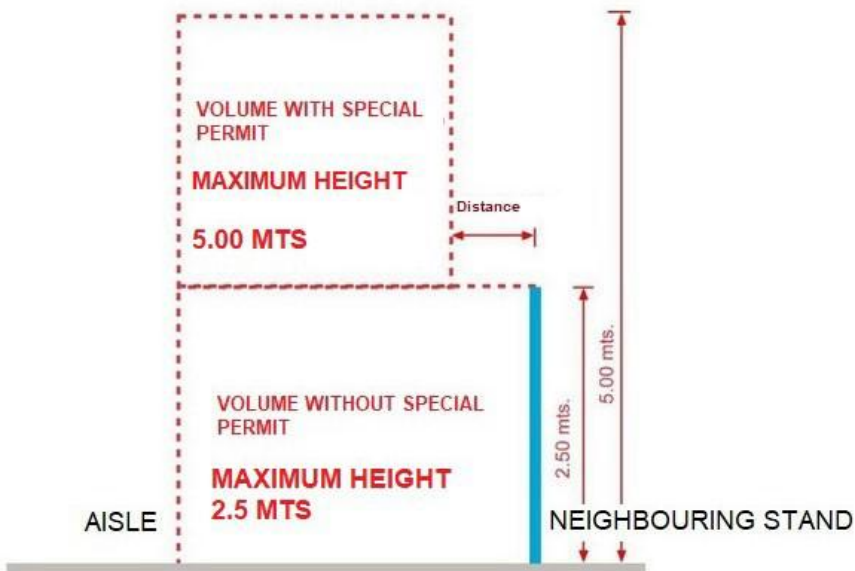 VOLUME WITH SPECIAL
PERMIT
MAXIMUM HEIGHT
5.00 MTS
Distance
VOLUME WITHOUT SPECIAL
PERMIT
MAXIMUM HEIGHT
2.5 MTS
2.50 mts.
5.00 mts.
AISLE
NEIGHBOURING STAND